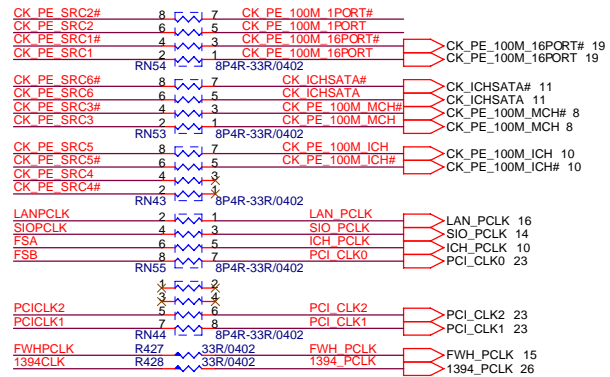 CK_PE_SRC2# 8 7 CK_PE_100M_1PORT#
CK_PE_SRC2 6 5 CK_PE_100M_1PORT
CK_PE_SRC1# 4 3 CK_PE_100M_16PORT# CK_PE_100M_16PORT# 19
CK_PE_SRC1 2 1 CK_PE_100M_16PORT CK_PE_100M_16PORT 19
RN54 8P4R-33R/0402
CK_PE_SRC6# 8 7 CK_ICHSATA# CK_ICHSATA# 11
CK_PE_SRC6 6 5 CK_ICHSATA CK_ICHSATA 11
CK_PE_SRC3# 4 3 CK_PE_100M_MCH# CK_PE_100M_MCH# 8
CK_PE_SRC3 2 1 CK_PE_100M_MCH CK_PE_100M_MCH 8
RN53 8P4R-33R/0402
CK_PE_SRC5 8 7 CK_PE_100M_ICH CK_PE_100M_ICH 10
CK_PE_SRC5# 6 5 CK_PE_100M_ICH# CK_PE_100M_ICH# 10
CK_PE_SRC4 4 3
CK_PE_SRC4# 2 1
RN43 8P4R-33R/0402
LANPCLK 2 1 LAN_PCLK LAN_PCLK 16
SIOPCLK 4 3 SIO_PCLK SIO_PCLK 14
FSA 6 5 ICH_PCLK ICH_PCLK 10
FSB 8 7 PCI_CLK0 PCI_CLK0 23
RN55 8P4R-33R/0402
1 2
3 4
PCICLK2 5 6 PCI_CLK2 PCI_CLK2 23
PCICLK1 7 8 PCI_CLK1 PCI_CLK1 23
RN44 8P4R-33R/0402
FWHPCLK R427 33R/0402 FWH_PCLK FWH_PCLK 15
1394CLK R428 33R/0402 1394_PCLK 1394_PCLK 26